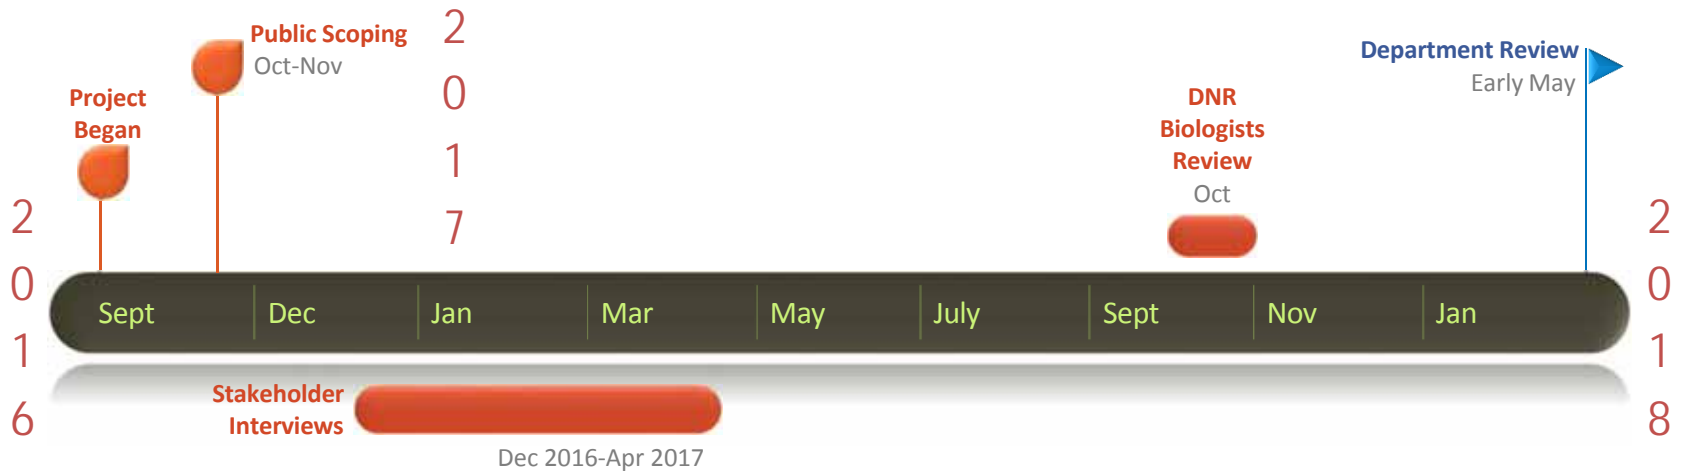 Public Scoping
Oct-Nov
Project
Began
2
0
1
7
DNR
Biologists
Review
Oct
Department Review
Early May
2
0
1
6
Sept
Dec
Jan
Mar
May
July
Sept
Nov
Jan
2
0
1
8
Stakeholder
Interviews
Dec 2016-Apr 2017